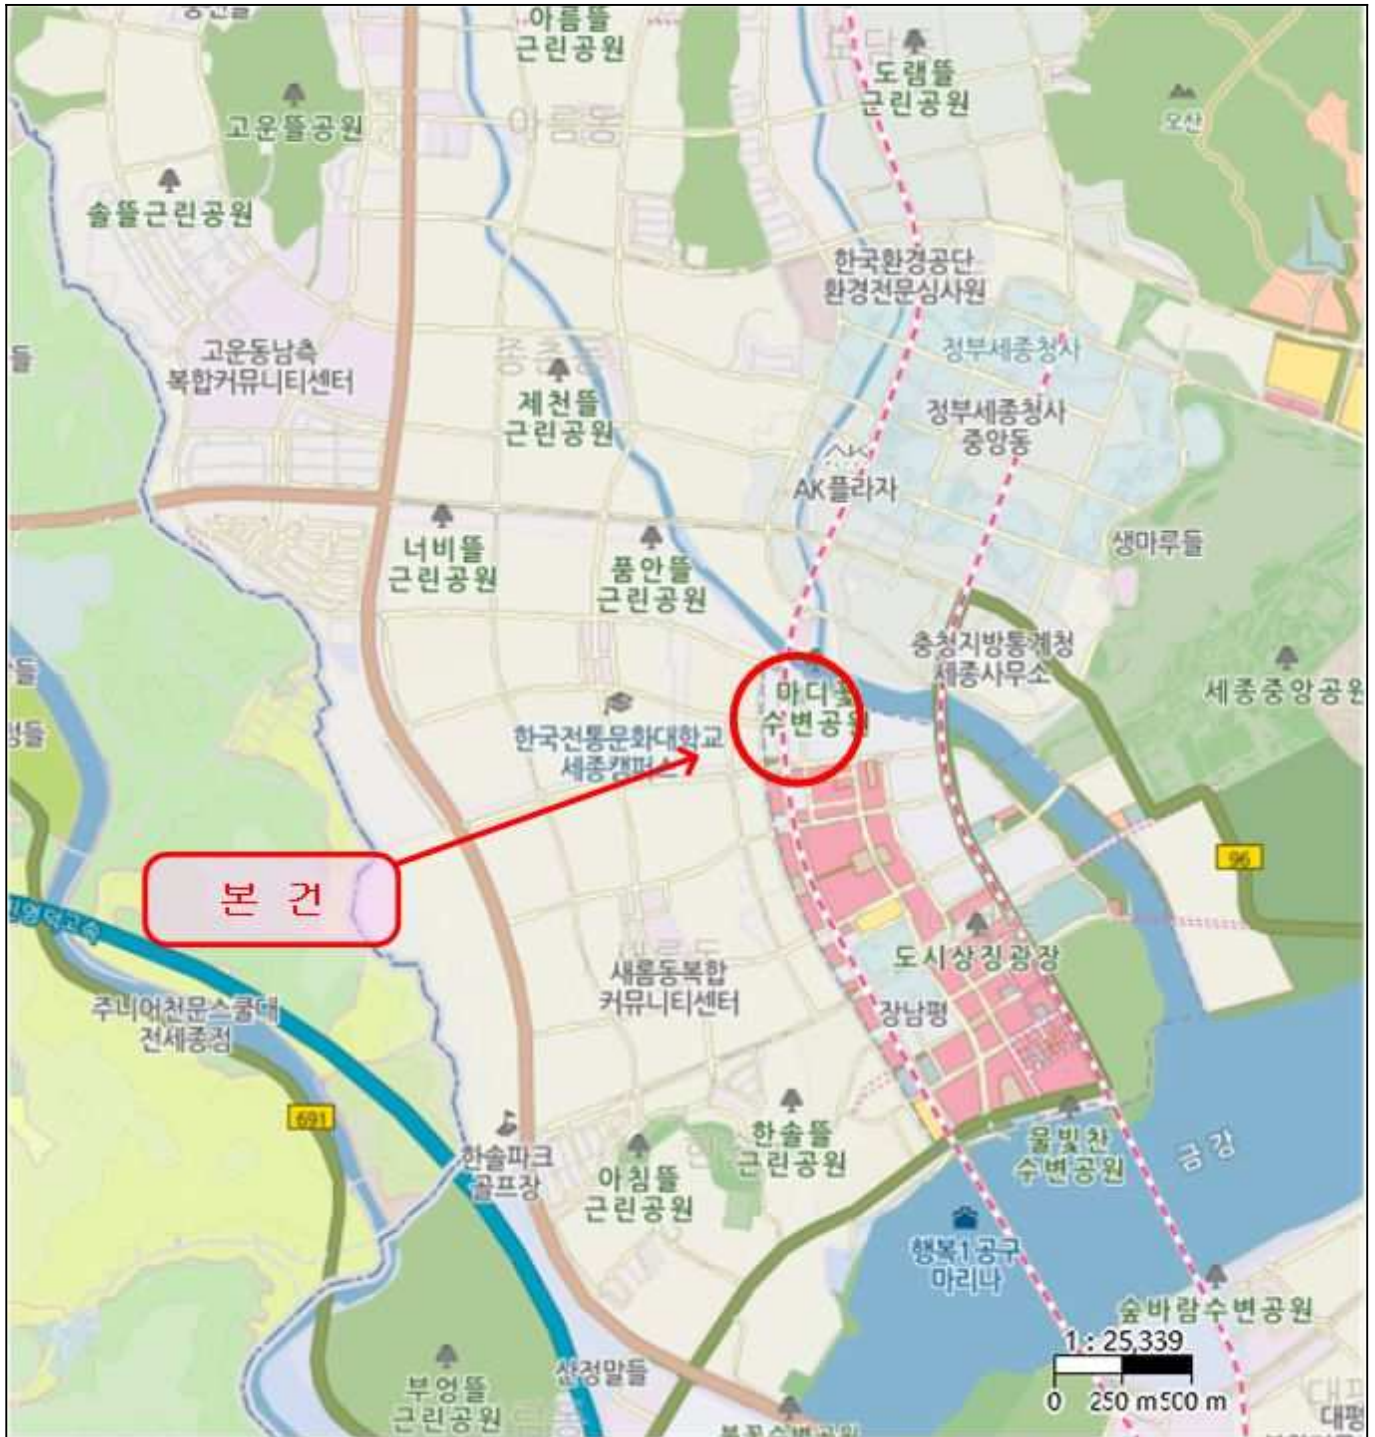 아름뜰
근린공원
도램뜰
근린공원
고운뜰공원
아름동
오산
솔뜰근린공원
한국환경공단
환경전문심사원
정부세종청사
고운동남측
복합커뮤니티센터
종촌동
제천뜰
근린공원
정부세종청사
중앙동
AK
AK플라자
너비뜰
근린공원
품안뜰
근린공원
생마루들
충청지방통계청
세종사무소
들
들
세종중앙공원
마디꽃
수변공원
한국전통문화대학교
세종캠퍼스
96
본 건
도시상징광장
새롬동복합
커뮤니티센터
장남평
주니어천문스쿨대
전세종점
691
한솔파크
골프장
아침뜰
근린공원
한솔뜰
근린공원
물빛찬
수변공원
금강
행복1공구
마리나
숲바람수변공원
1 : 25,339
0 250 m 500 m
산정말들
부엉뜰
근린공원
대평